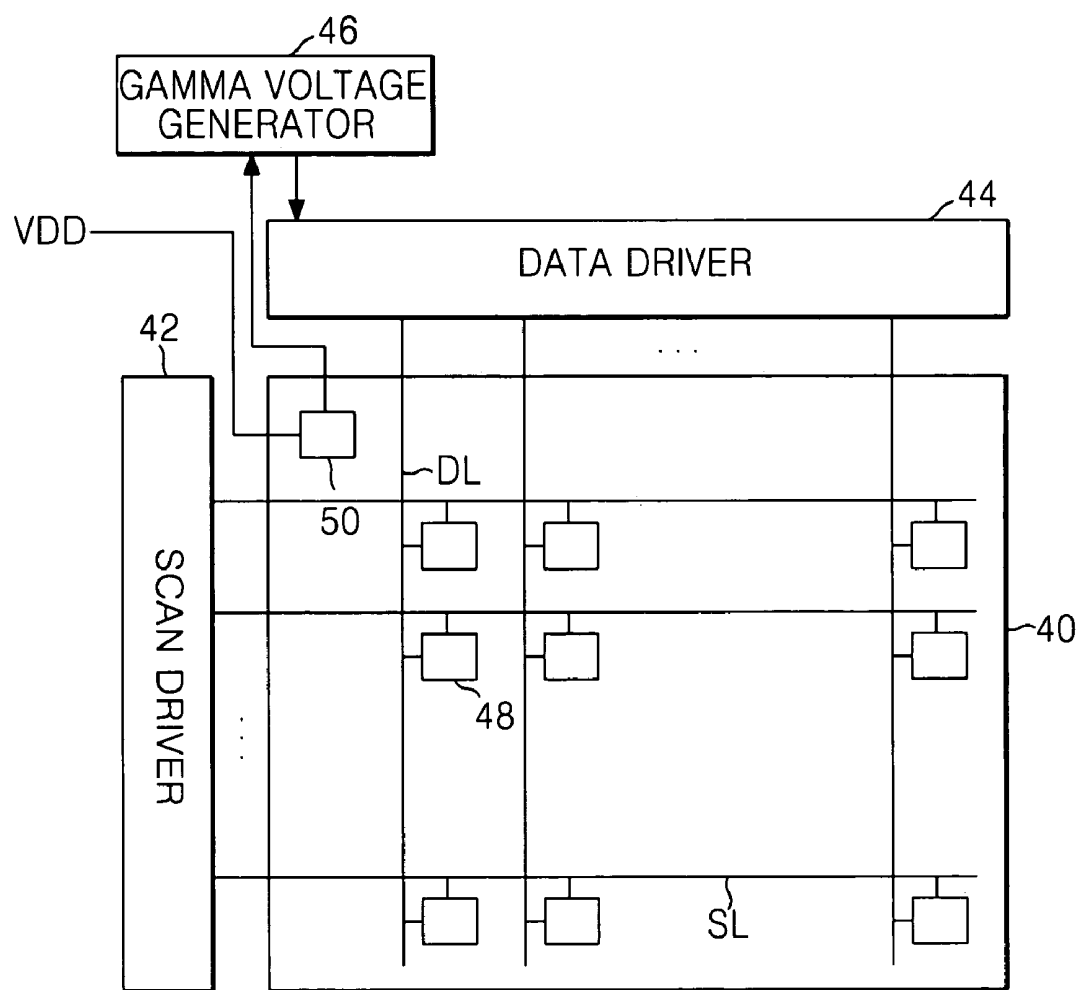 46
GAMMA VOLTAGE
GENERATOR
44
VDD
DATA DRIVER
42
. . .
DL
50
SCAN DRIVER
40
48
. . .
SL